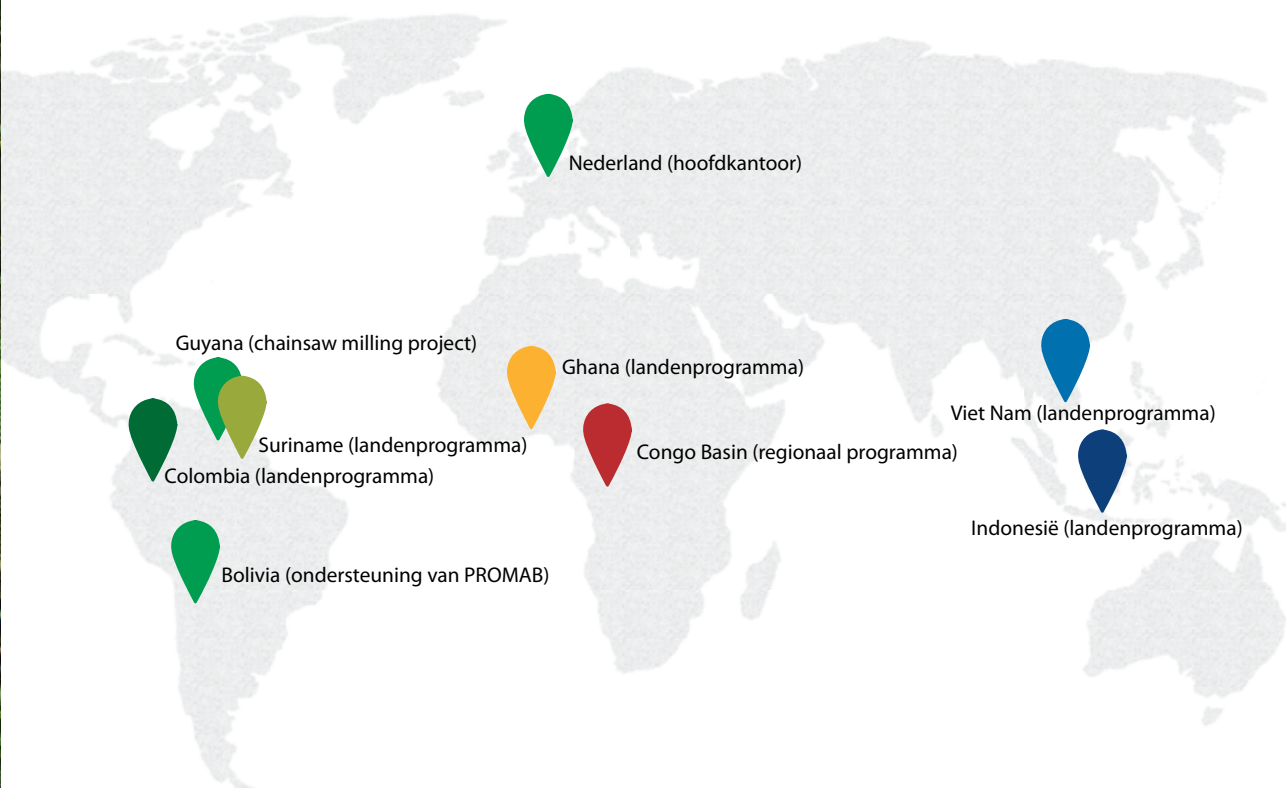 Nederland (hoofdkantoor)
Guyana (chainsaw milling project)
Ghana (landenprogramma)
Viet Nam (landenprogramma)
Suriname (landenprogramma)
Congo Basin (regionaal programma)
Colombia (landenprogramma)
Indonesië (landenprogramma)
Bolivia (ondersteuning van PROMAB)